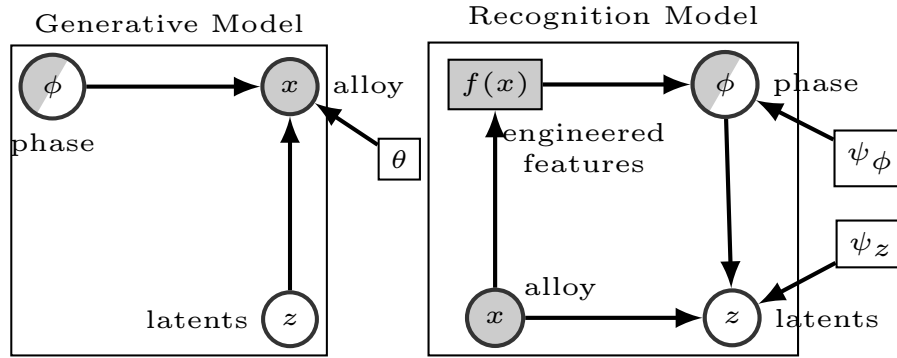 Generative Model
ϕ
x
alloy
phase
θ
latents
z
Recognition Model
f(x)
ϕ
phase
engineered
features
ψϕ
ψz
alloy
x
z
latents